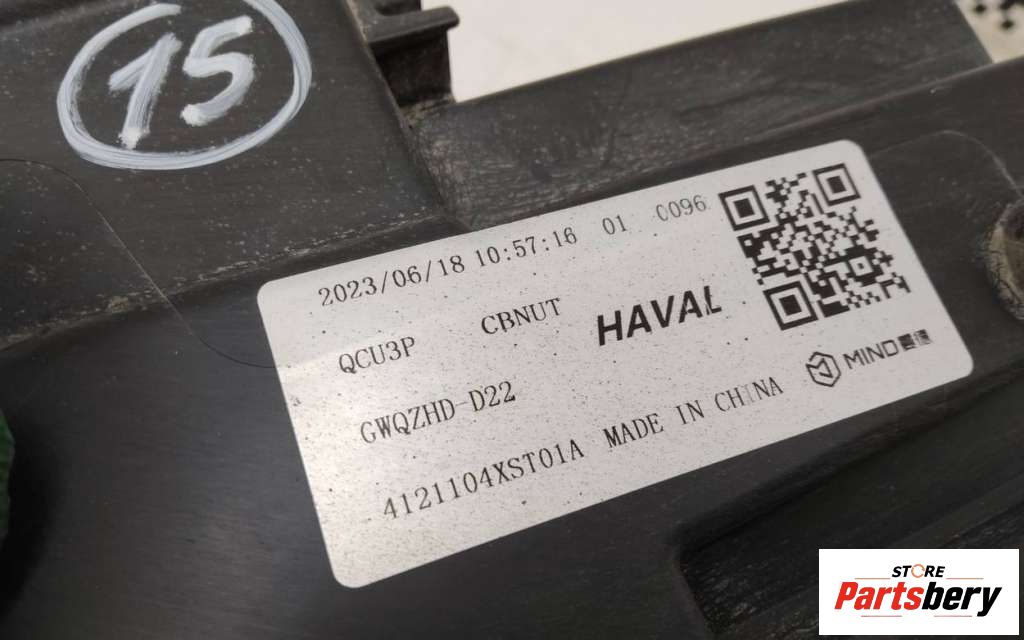 15
2023/06/18 10:57:16 01 0096
QCU3P CBNUT HAVAL
GWQZHD-D22
MIND
4121104XST01A MADE IN CHINA
STORE
Partsbery